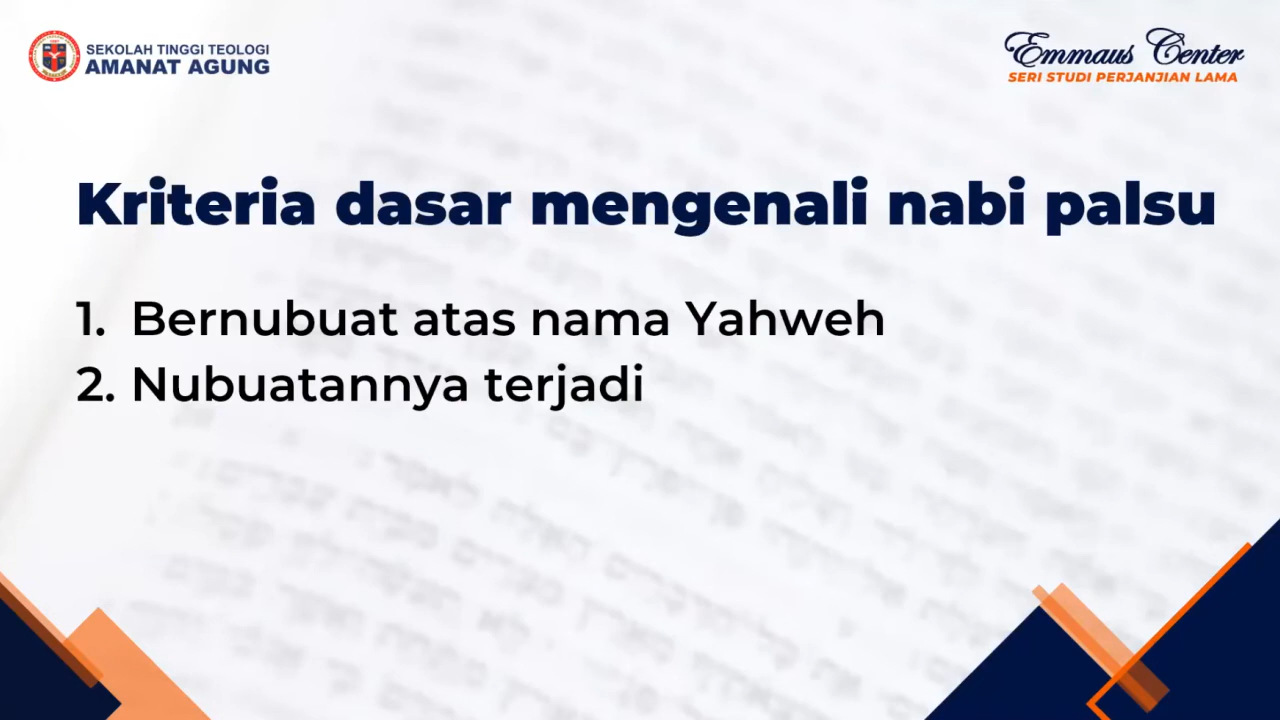 SEKOLAH TINGGI TEOLOGI
AMANAT AGUNG
Emmaus Center
SERI STUDI PERJANJIAN LAMA
Kriteria dasar mengenali nabi palsu
1. Bernubuat atas nama Yahweh
2. Nubuatannya terjadi